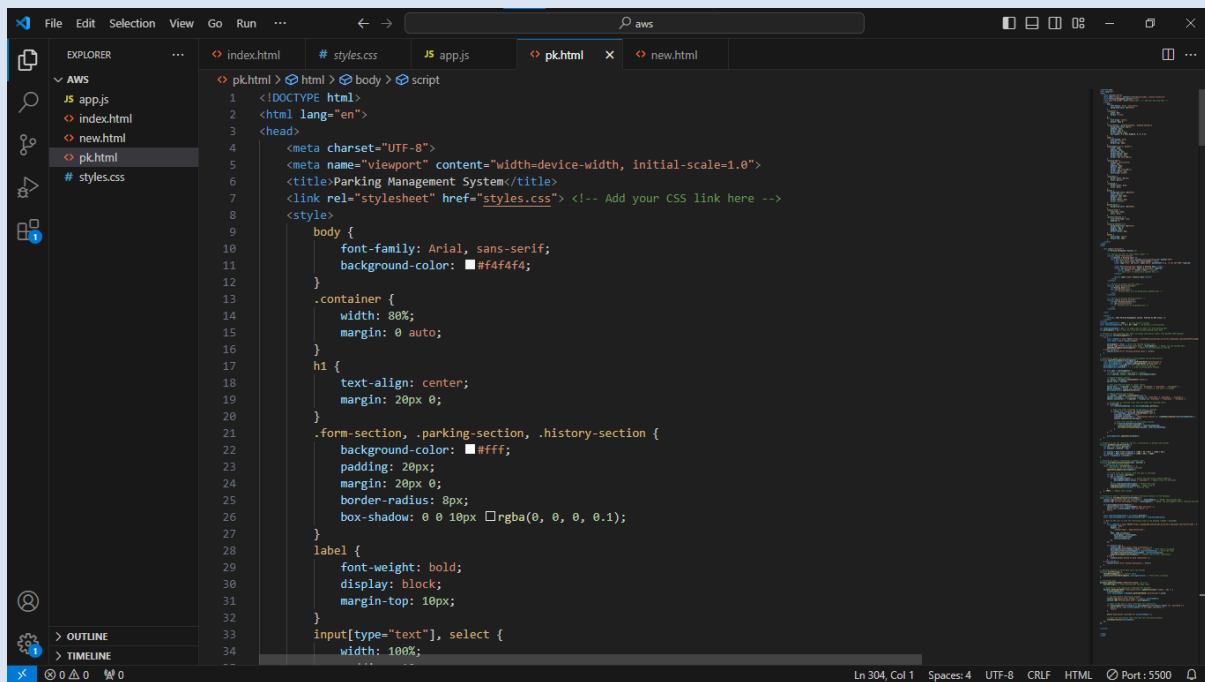 File Edit Selection View Go Run ··· ← → aws
EXPLORER ···
AWS
JS app.js
<> index.html
<> new.html
<> pk.html
# styles.css
OUTLINE
TIMELINE
1
1
<> index.html # styles.css JS app.js <> pk.html × <> new.html ···
<> pk.html > html > body > script
1 <!DOCTYPE html>
2 <html lang="en">
3 <head>
4 <meta charset="UTF-8">
5 <meta name="viewport" content="width=device-width, initial-scale=1.0">
6 <title>Parking Management System</title>
7 <link rel="stylesheet" href="styles.css"> <!-- Add your CSS link here -->
8 <style>
9 body {
10 font-family: Arial, sans-serif;
11 background-color: #f4f4f4;
12 }
13 .container {
14 width: 80%;
15 margin: 0 auto;
16 }
17 h1 {
18 text-align: center;
19 margin: 20px 0;
20 }
21 .form-section, .parking-section, .history-section {
22 background-color: #fff;
23 padding: 20px;
24 margin: 20px 0;
25 border-radius: 8px;
26 box-shadow: 0 0 10px rgba(0, 0, 0, 0.1);
27 }
28 label {
29 font-weight: bold;
30 display: block;
31 margin-top: 10px;
32 }
33 input[type="text"], select {
34 width: 100%;
0 0 0 Ln 304, Col 1 Spaces: 4 UTF-8 CRLF HTML Port : 5500